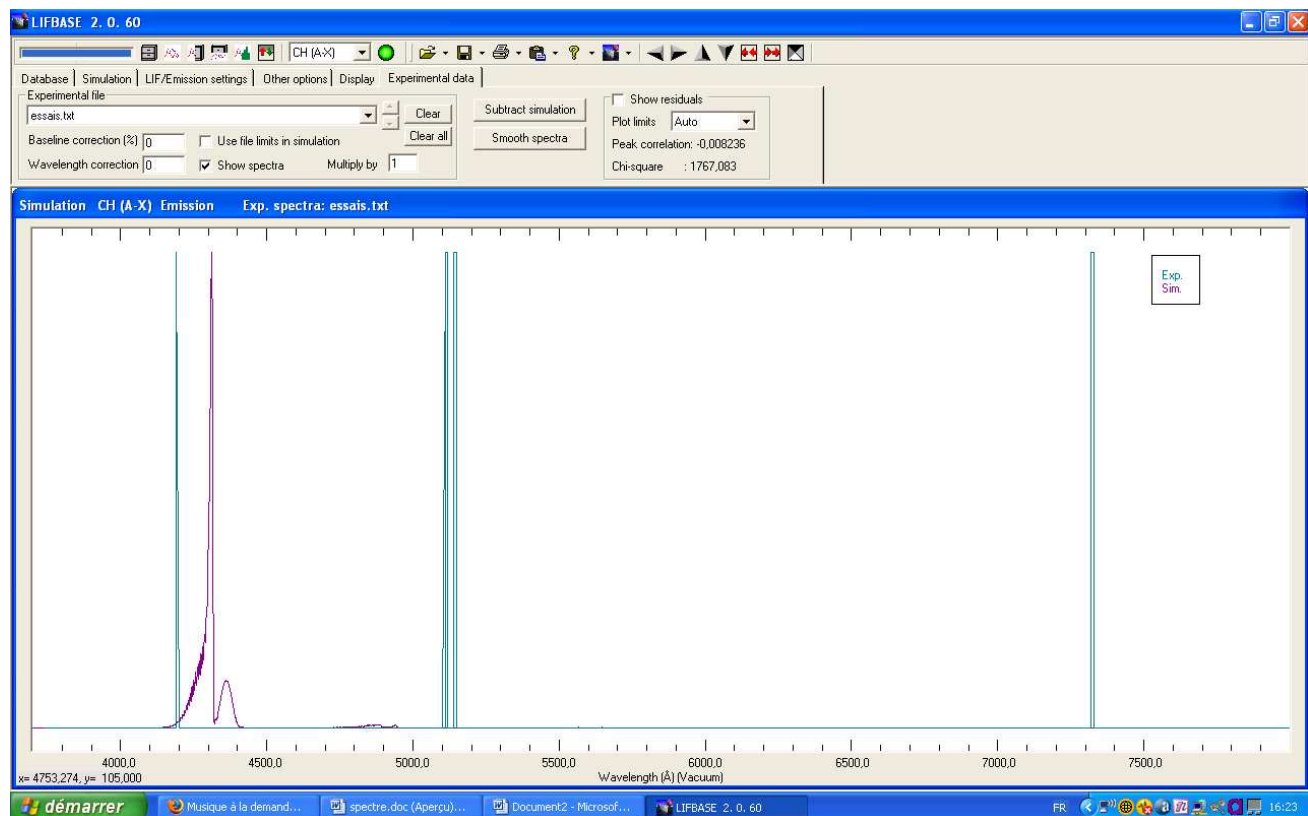 LIFBASE 2. 0. 60
CH (A-X)
Database Simulation LIF/Emission settings Other options Display Experimental data
Experimental file
essais.txt
Clear
Baseline correction (%) 0
Use file limits in simulation
Clear all
Wavelength correction 0
Show spectra
Multiply by 1
Subtract simulation
Smooth spectra
Show residuals
Plot limits Auto
Peak correlation: -0,008236
Chi-square : 1767,083
Simulation CH (A-X) Emission Exp. spectra: essais.txt
Exp.
Sim.
4000,0 4500,0 5000,0 5500,0 6000,0 6500,0 7000,0 7500,0
x= 4753,274, y= 105,000
Wavelength (Å) (Vacuum)
démarrer Musique à la demand... spectre.doc (Aperçu)... Document2 - Microsof... LIFBASE 2. 0. 60 FR 16:23